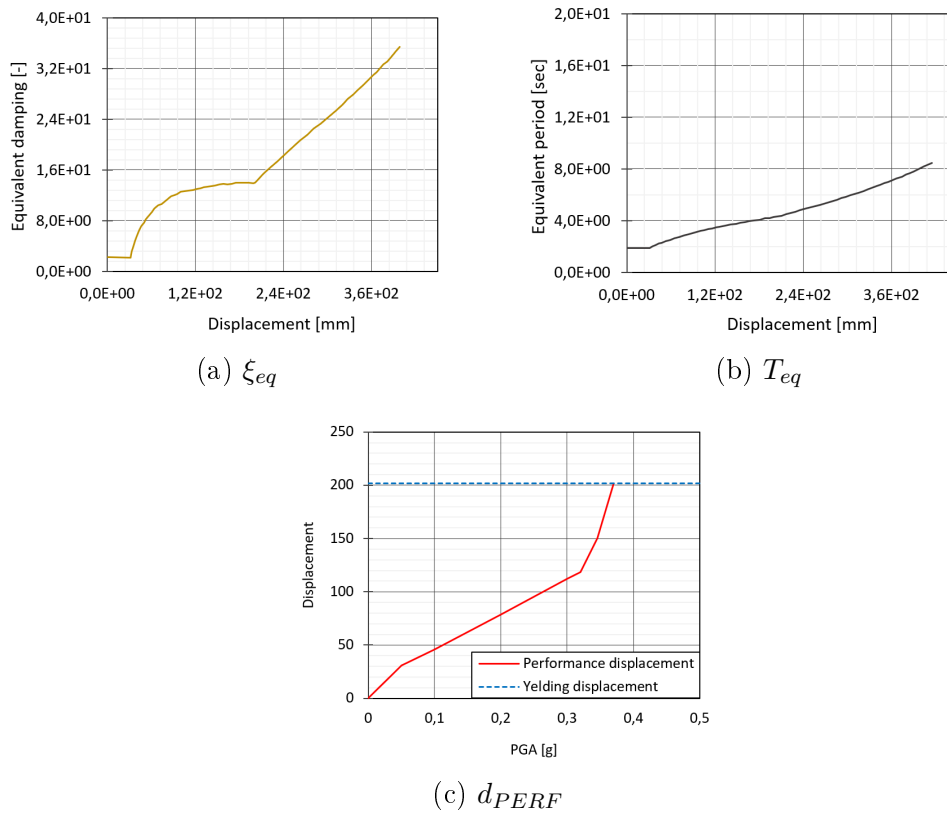 4,0E+01
3,2E+01
2,4E+01
1,6E+01
8,0E+00
0,0E+00
Equivalent damping [-]
0,0E+00 1,2E+02 2,4E+02 3,6E+02
Displacement [mm]
(a) ξeq
2,0E+01
1,6E+01
1,2E+01
8,0E+00
4,0E+00
0,0E+00
Equivalent period [sec]
0,0E+00 1,2E+02 2,4E+02 3,6E+02
Displacement [mm]
(b) Teq
250
200
150
100
50
0
Displacement
Performance displacement
Yelding displacement
0 0,1 0,2 0,3 0,4 0,5
PGA [g]
(c) dPERF